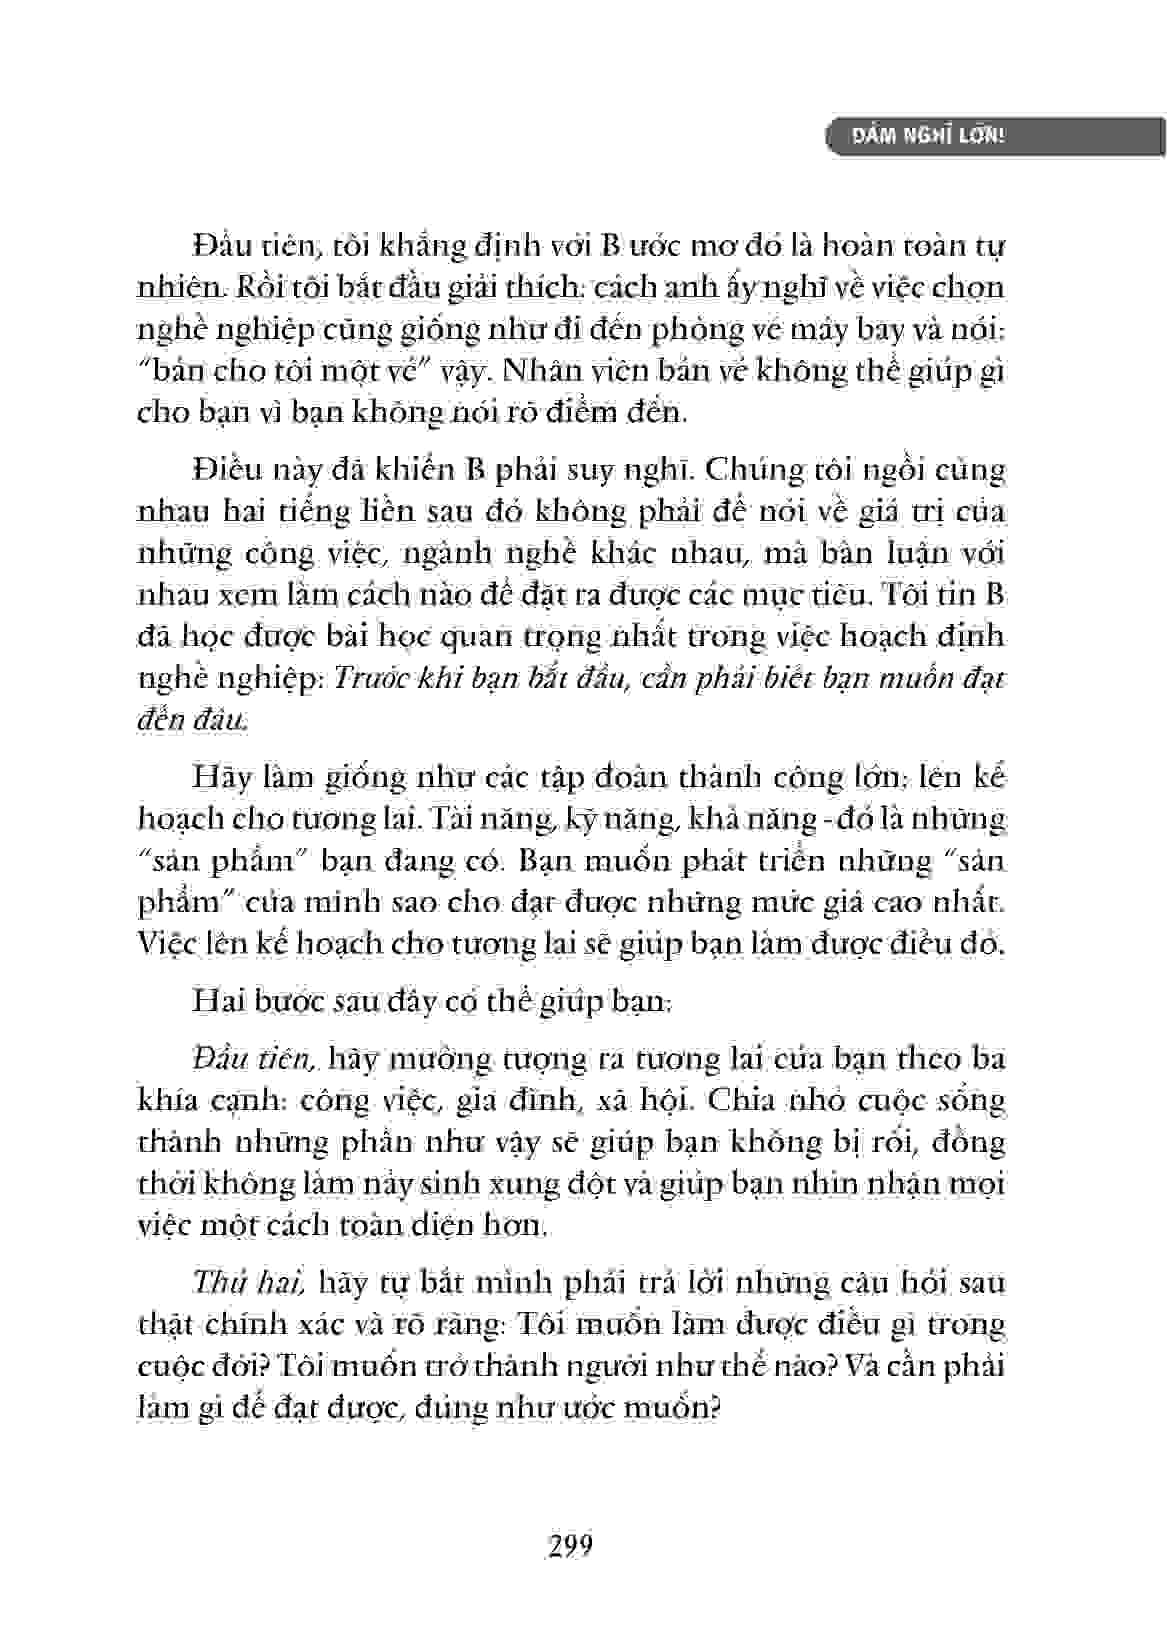 DÁM NGHĨ LỚN!
Đầu tiên, tôi khẳng định với B ước mơ đó là hoàn toàn tự
nhiên. Rồi tôi bắt đầu giải thích: cách anh ấy nghĩ về việc chọn
nghề nghiệp cũng giống như đi đến phòng vé máy bay và nói:
“bán cho tôi một vé” vậy. Nhân viên bán vé không thể giúp gì
cho bạn vì bạn không nói rõ điểm đến.
Điều này đã khiến B phải suy nghĩ. Chúng tôi ngồi cùng
nhau hai tiếng liền sau đó không phải để nói về giá trị của
những công việc, ngành nghề khác nhau, mà bàn luận với
nhau xem làm cách nào để đặt ra được các mục tiêu. Tôi tin B
đã học được bài học quan trọng nhất trong việc hoạch định
nghề nghiệp: Trước khi bạn bắt đầu, cần phải biết bạn muốn đạt
đến đâu.
Hãy làm giống như các tập đoàn thành công lớn: lên kế
hoạch cho tương lai. Tài năng, kỹ năng, khả năng - đó là những
“sản phẩm” bạn đang có. Bạn muốn phát triển những “sản
phẩm” của mình sao cho đạt được những mức giá cao nhất.
Việc lên kế hoạch cho tương lai sẽ giúp bạn làm được điều đó.
Hai bước sau đây có thể giúp bạn:
Đầu tiên, hãy mường tượng ra tương lai của bạn theo ba
khía cạnh: công việc, gia đình, xã hội. Chia nhỏ cuộc sống
thành những phần như vậy sẽ giúp bạn không bị rối, đồng
thời không làm nảy sinh xung đột và giúp bạn nhìn nhận mọi
việc một cách toàn diện hơn.
Thứ hai, hãy tự bắt mình phải trả lời những câu hỏi sau
thật chính xác và rõ ràng: Tôi muốn làm được điều gì trong
cuộc đời? Tôi muốn trở thành người như thế nào? Và cần phải
làm gì để đạt được, đúng như ước muốn?
299